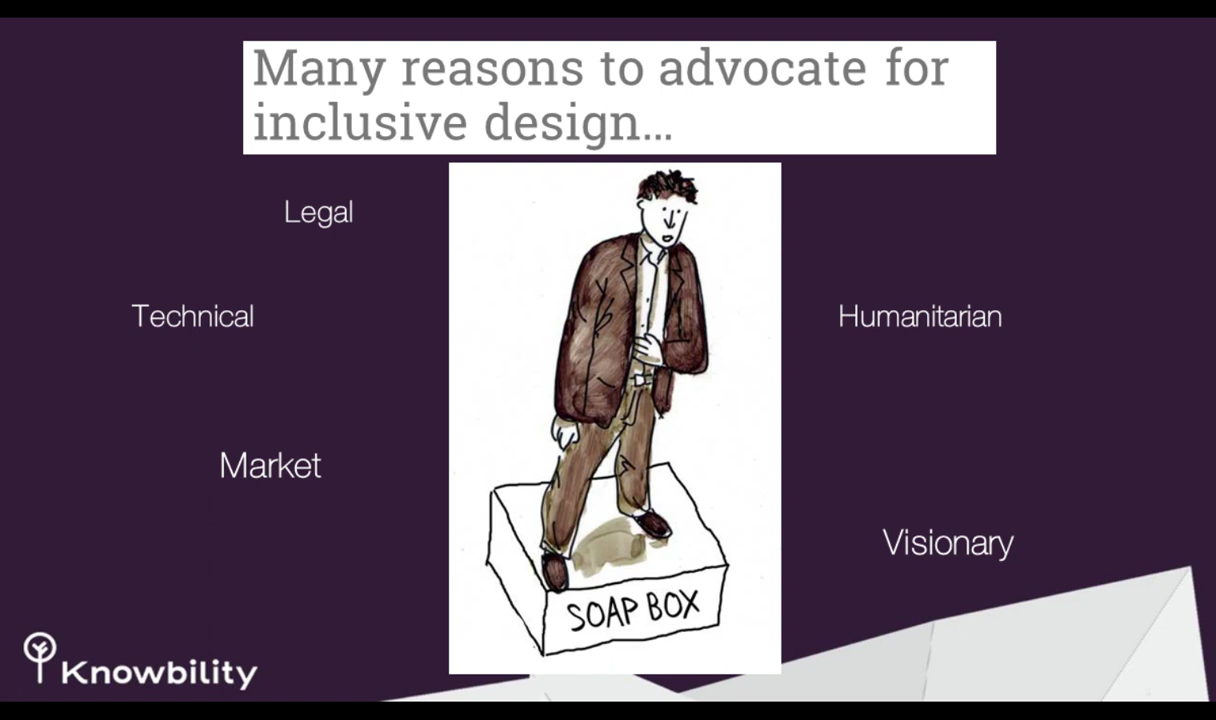 Many reasons to advocate for
inclusive design...
Legal
Technical
Humanitarian
Market
Visionary
SOAP BOX
Knowbility